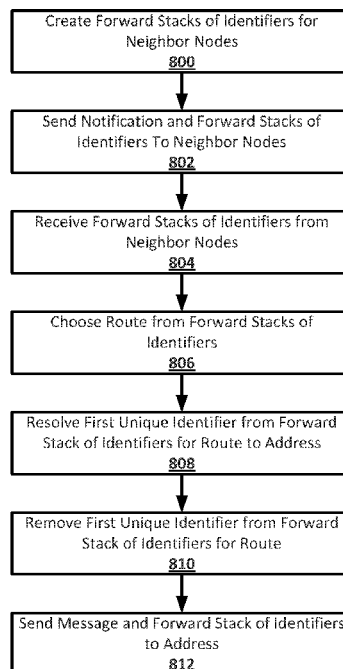 Create Forward Stacks of Identifiers for
Neighbor Nodes
800
Send Notification and Forward Stacks of
Identifiers To Neighbor Nodes
802
Receive Forward Stacks of Identifiers from
Neighbor Nodes
804
Choose Route from Forward Stacks of
Identifiers
806
Resolve First Unique Identifier from Forward
Stack of Identifiers for Route to Address
808
Remove First Unique Identifier from Forward
Stack of Identifiers for Route
810
Send Message and Forward Stack of Identifiers
to Address
812